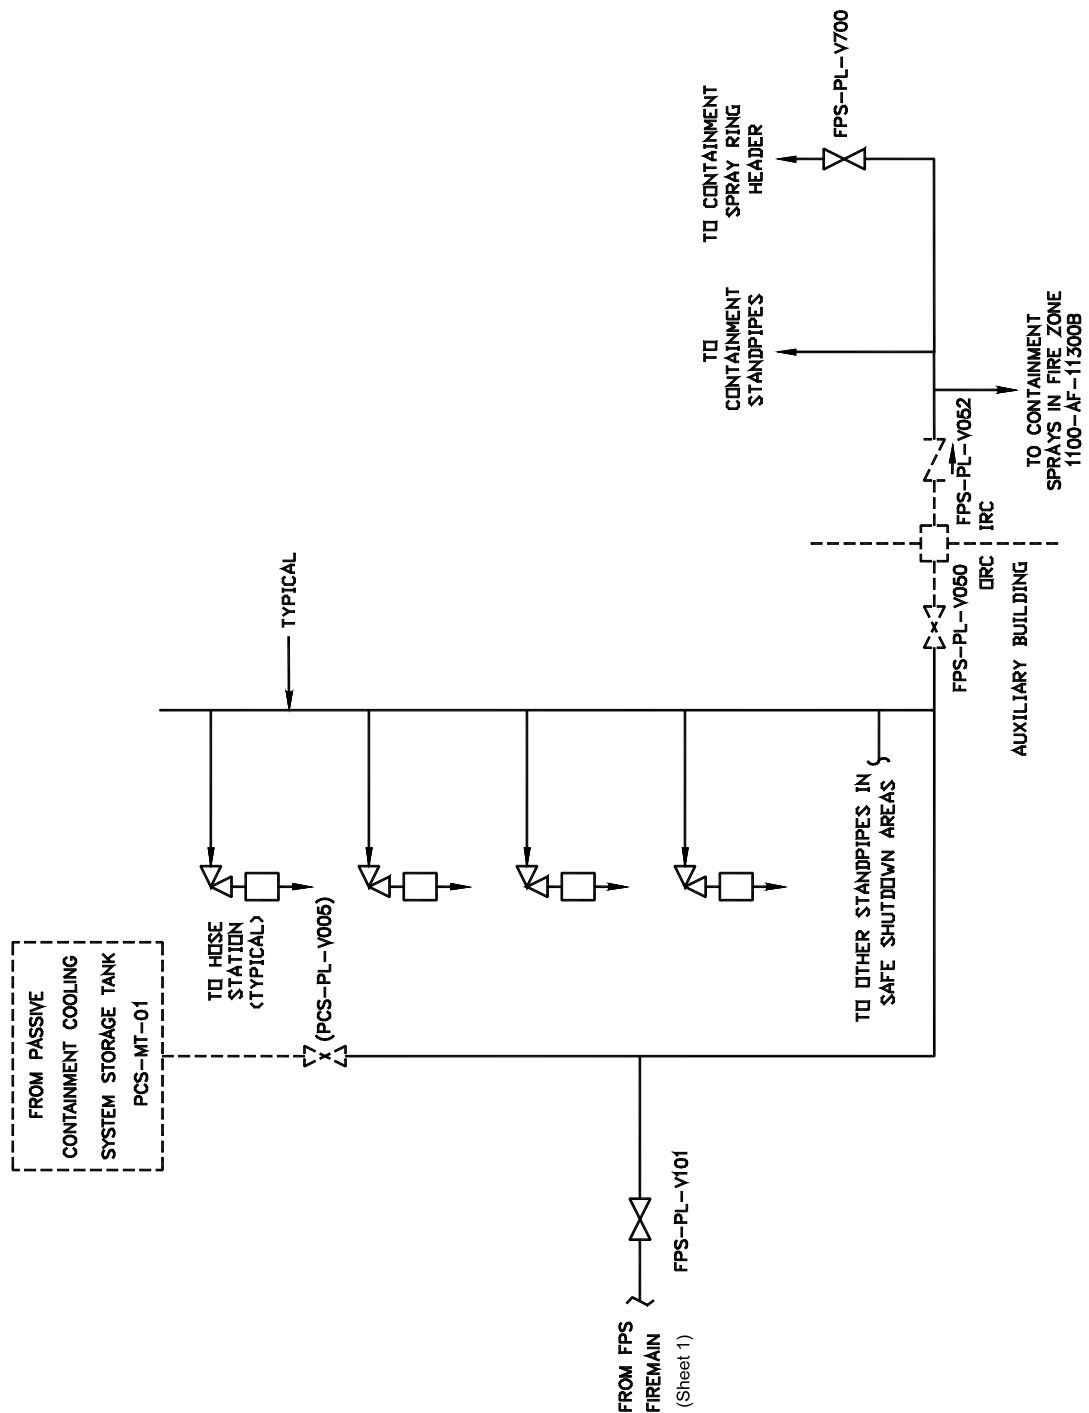 FROM PASSIVE
CONTAINMENT COOLING
SYSTEM STORAGE TANK
PCS-MT-01
TO HOSE
STATION
(TYPICAL)
(PCS-PL-V005)
TYPICAL
FROM FPS
FIREMAIN
(Sheet 1)
FPS-PL-V101
TO OTHER STANDPIPES IN
SAFE SHUTDOWN AREAS
FPS-PL-V050
ORC
IRC
AUXILIARY BUILDING
FPS-PL-V052
TO
CONTAINMENT
STANDPIPES
TO CONTAINMENT
SPRAY RING
HEADER
FPS-PL-V700
TO CONTAINMENT
SPRAYS IN FIRE ZONE
1100-AF-11300B